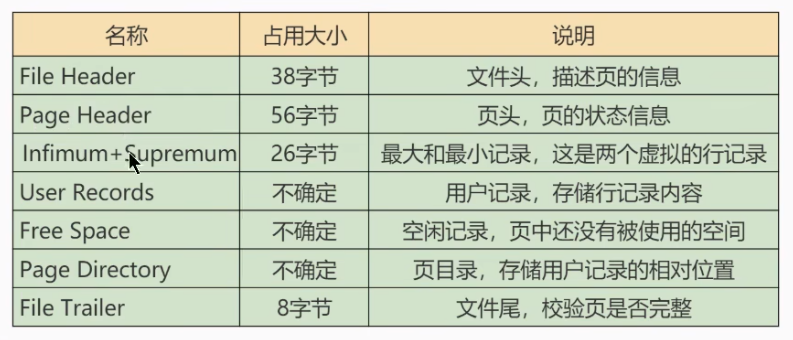 名称 占用大小 说明
File Header 38字节 文件头，描述页的信息
Page Header 56字节 页头，页的状态信息
Infimum+Supremum 26字节 最大和最小记录，这是两个虚拟的行记录
User Records 不确定 用户记录，存储行记录内容
Free Space 不确定 空闲记录，页中还没有被使用的空间
Page Directory 不确定 页目录，存储用户记录的相对位置
File Trailer 8字节 文件尾，校验页是否完整